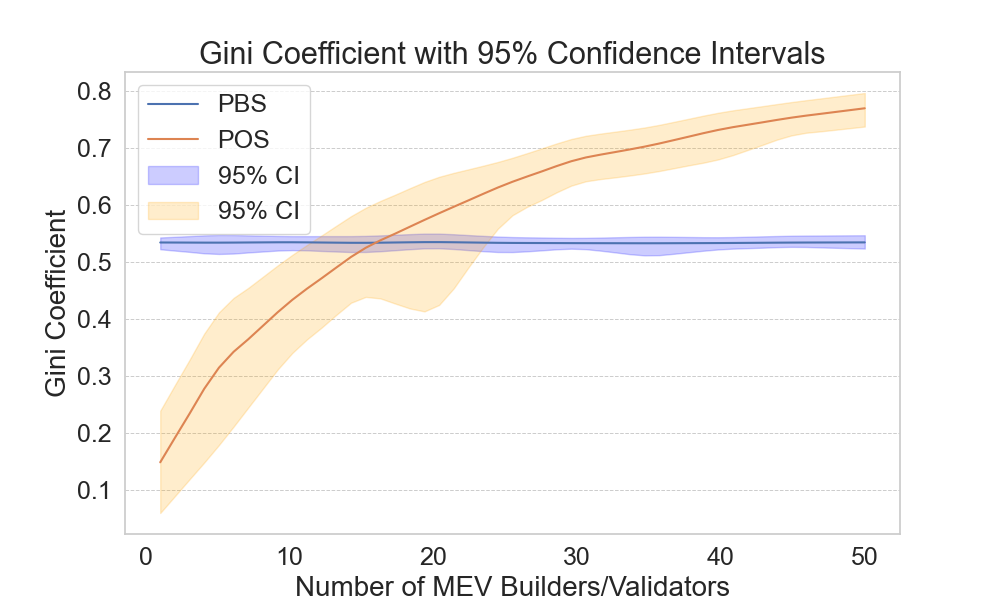 Gini Coefficient with 95% Confidence Intervals
PBS
POS
95% CI
95% CI
Gini Coefficient
0.8
0.7
0.6
0.5
0.4
0.3
0.2
0.1
0 10 20 30 40 50
Number of MEV Builders/Validators